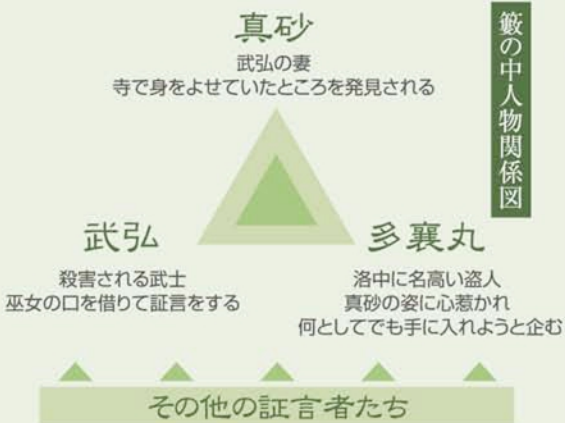 藪の中人物関係図
真砂
武弘の妻
寺で身をよせていたところを発見される
武弘
殺害される武士
巫女の口を借りて証言をする
多襄丸
洛中に名高い盗人
真砂の姿に心惹かれ
何としてでも手に入れようと企む
その他の証言者たち